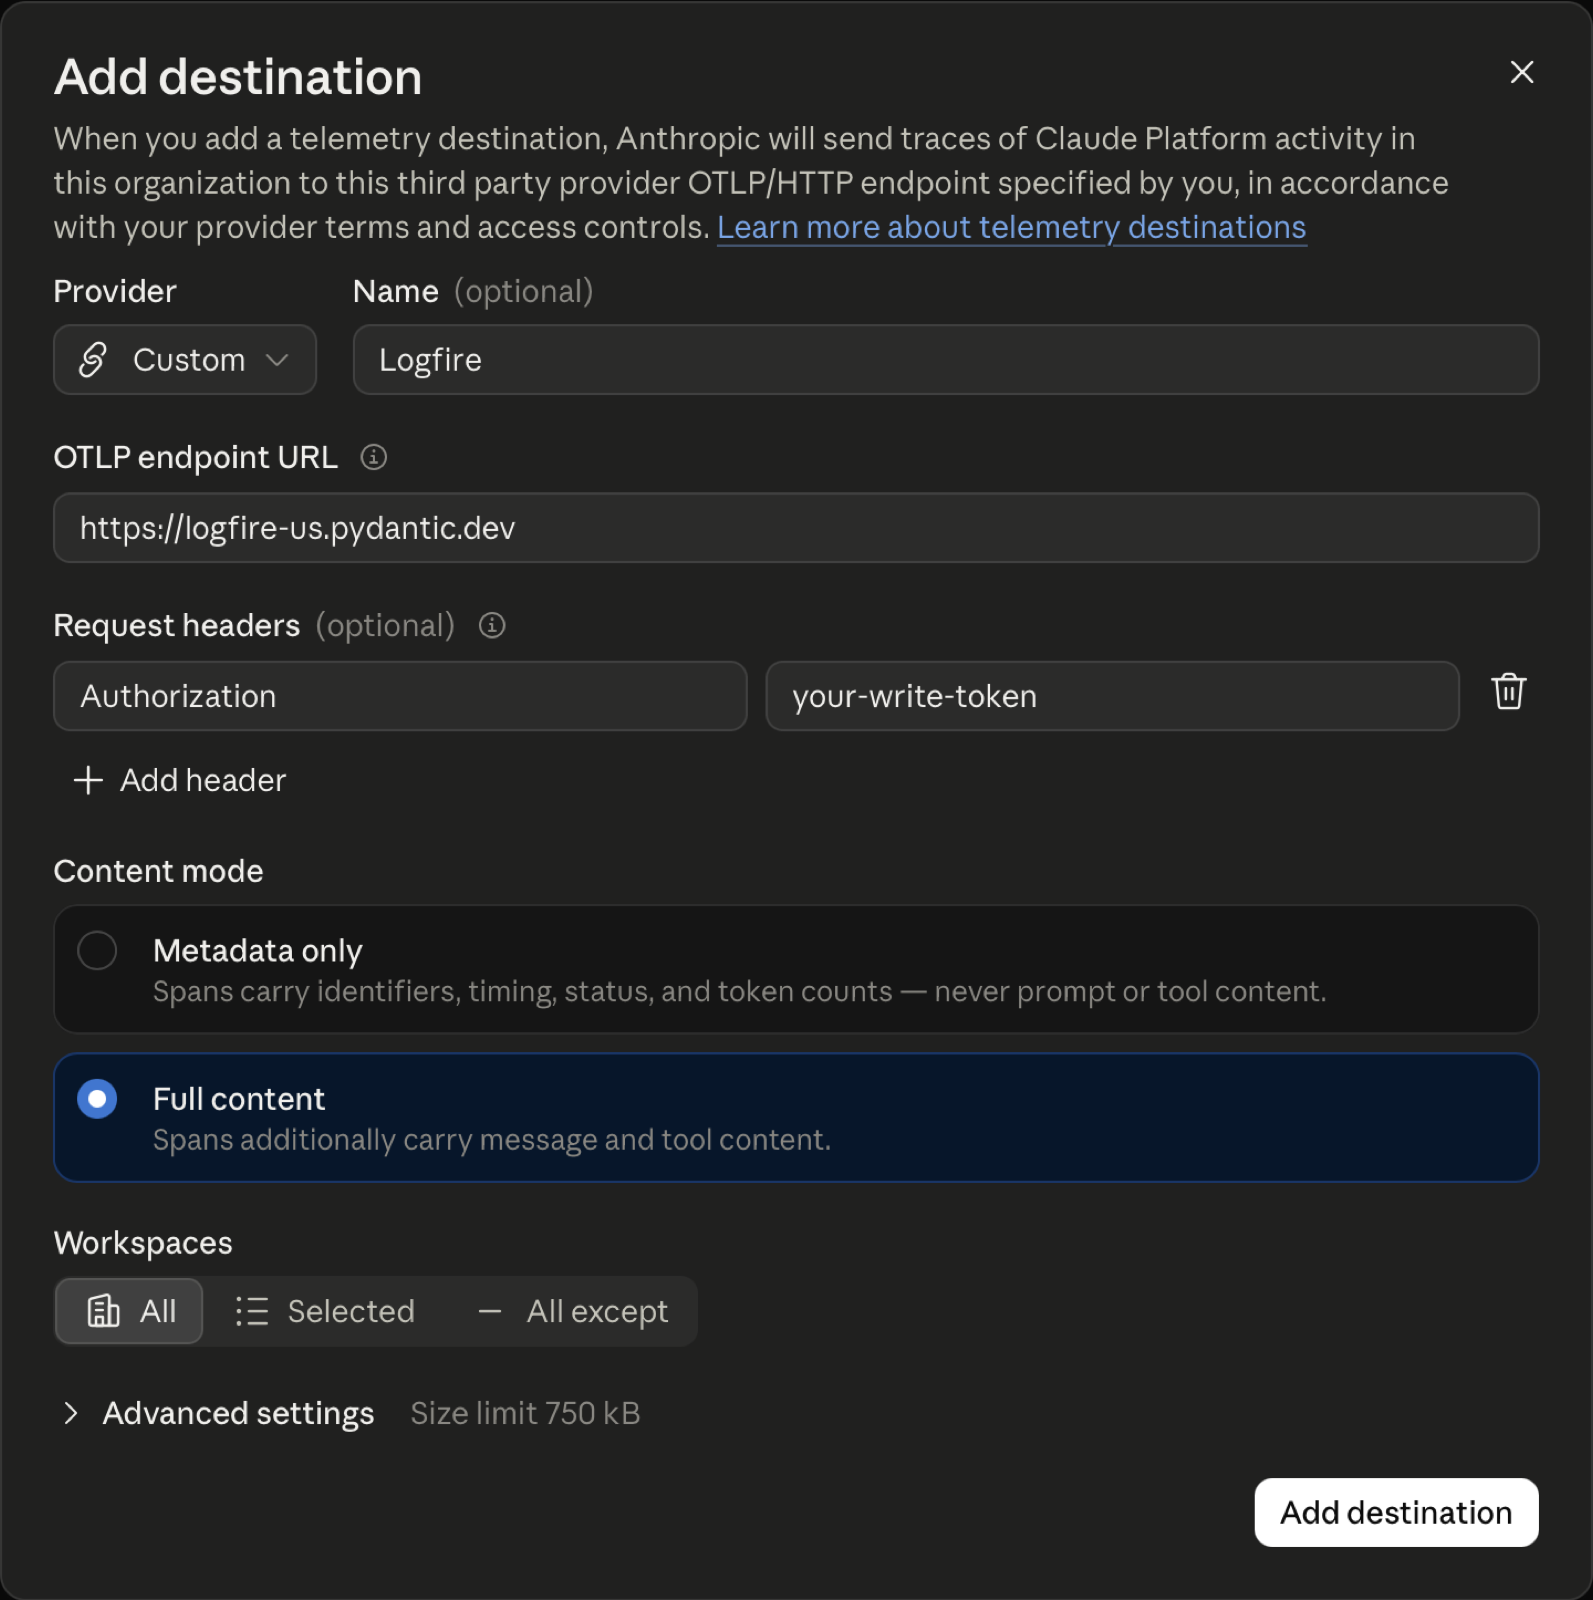 Add destination
When you add a telemetry destination, Anthropic will send traces of Claude Platform activity in
this organization to this third party provider OTLP/HTTP endpoint specified by you, in accordance
with your provider terms and access controls. Learn more about telemetry destinations
Provider
Name (optional)
Custom
Logfire
OTLP endpoint URL
https://logfire-us.pydantic.dev
Request headers (optional)
Authorization
your-write-token
Add header
Content mode
Metadata only
Spans carry identifiers, timing, status, and token counts — never prompt or tool content.
Full content
Spans additionally carry message and tool content.
Workspaces
All
Selected
All except
Advanced settings
Size limit 750 kB
Add destination